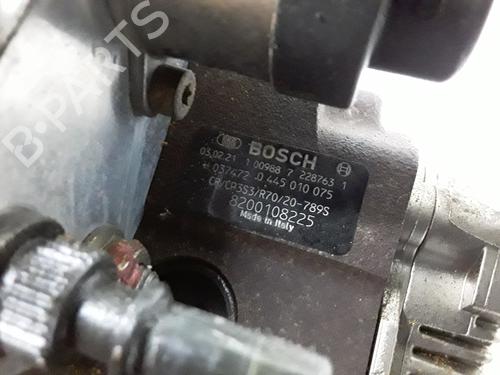 B-PARTS
BOSCH
03.02.21 1 00988 7 228763 1
037472 0 445 010 075
CP/CP3S3/R70/20-789S
8200108225
Made in Italy